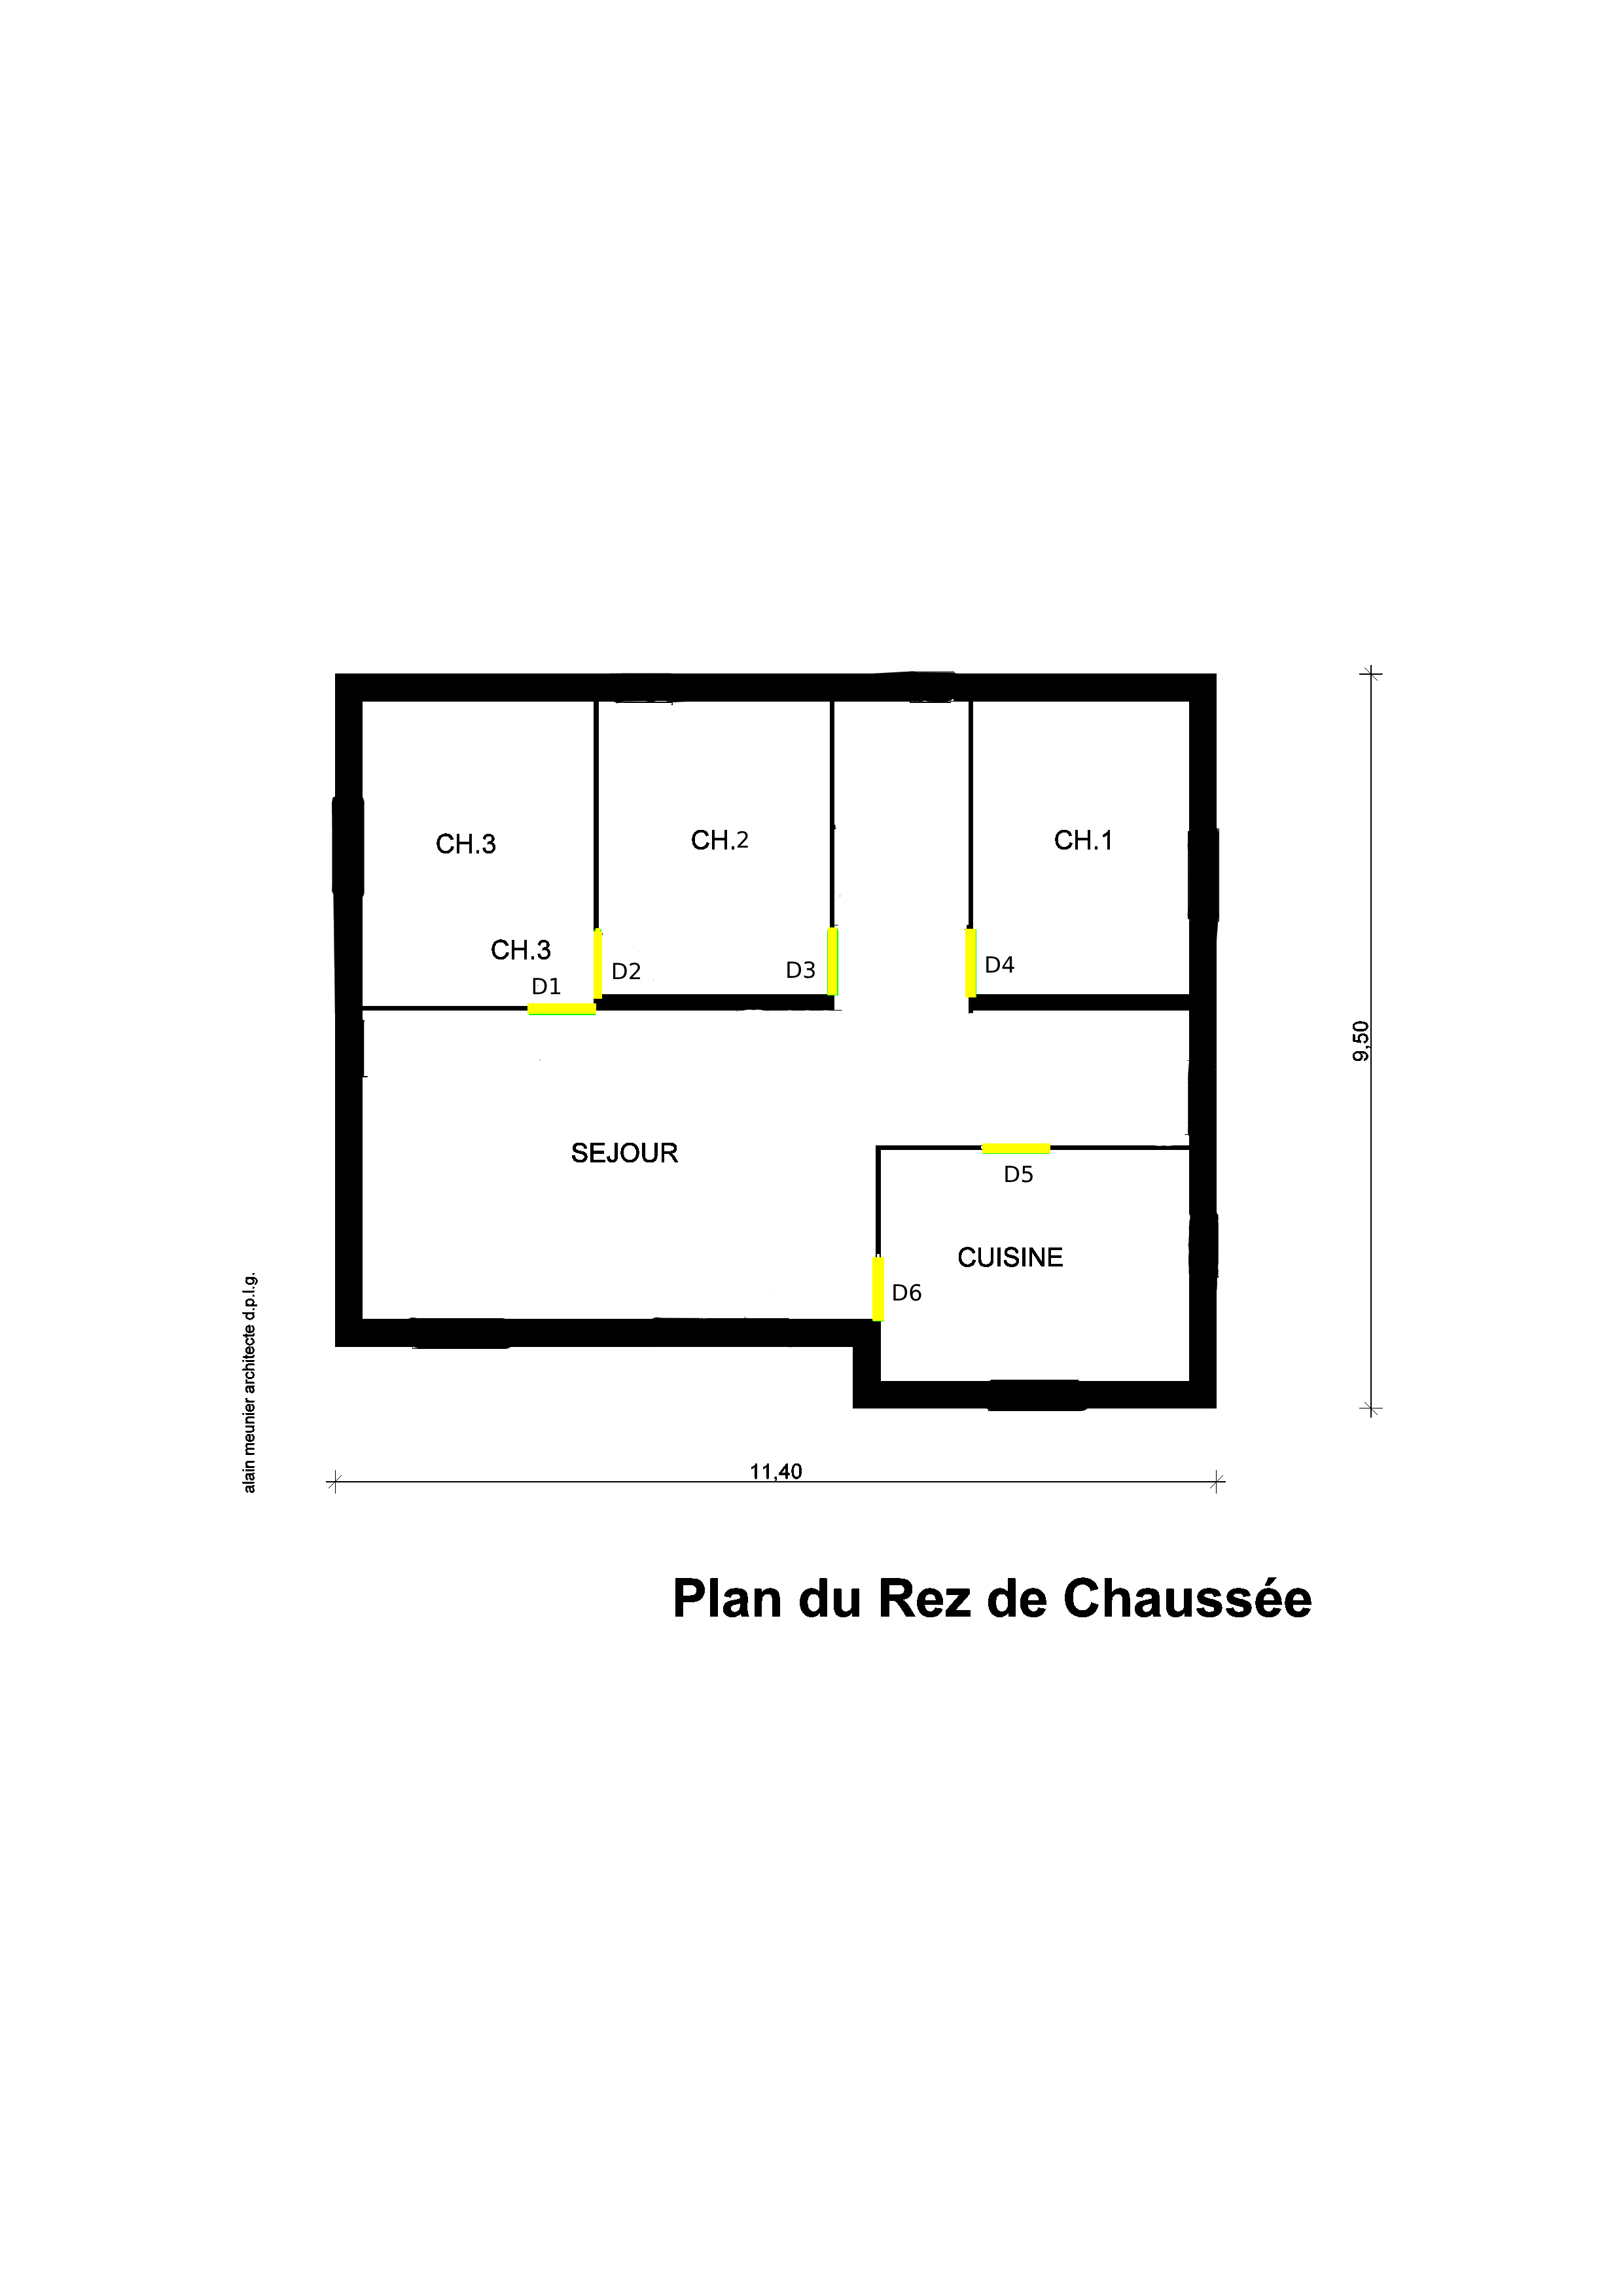 CH.3
CH.2
CH.1
CH.3
D1
D2
D3
D4
9,50
SEJOUR
D5
CUISINE
D6
alain meunier architecte d.p.l.g.
11,40
Plan du Rez de Chaussée